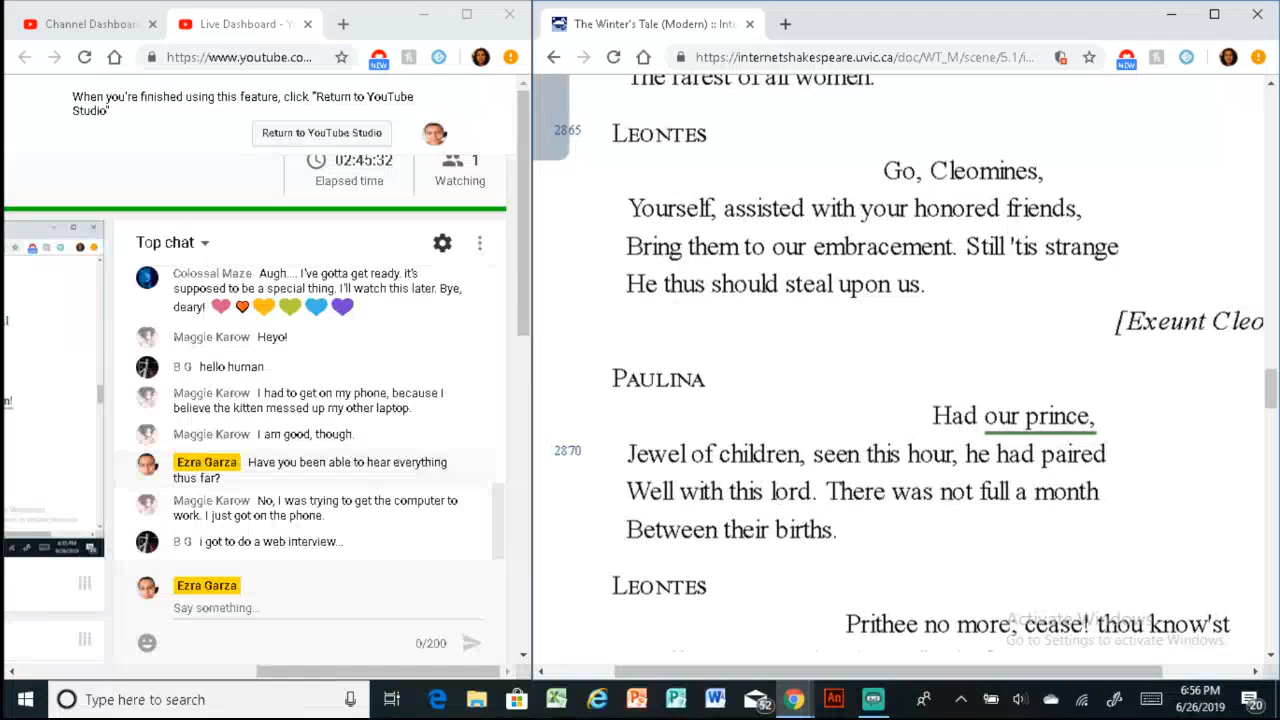 Channel Dashboa
Live Dashboard - Y
The Winter's Tale (Modern) :: Inte
https://www.youtube.co...
https://internetshakespeare.uvic.ca/doc/WT_M/scene/5.1/i...
NEW
NEW
When you're finished using this feature, click "Return to YouTube
Studio"
Return to YouTube Studio
02:45:32
1
Elapsed time
Watching
Top chat
Colossal Maze Augh.... I've gotta get ready. it's
supposed to be a special thing. I'll watch this later. Bye,
deary!
Maggie Karow Heyo!
B G hello human
Maggie Karow I had to get on my phone, because I
believe the kitten messed up my other laptop.
Maggie Karow I am good, though.
Ezra Garza Have you been able to hear everything
thus far?
Maggie Karow No, I was trying to get the computer to
work. I just got on the phone.
B G i got to do a web interview...
Ezra Garza
Say something...
0/200
The rarest of all women.
2865
LEONTES
Go, Cleomines,
Yourself, assisted with your honored friends,
Bring them to our embracement. Still 'tis strange
He thus should steal upon us.
[Exeunt Cleo
PAULINA
Had our prince,
2870
Jewel of children, seen this hour, he had paired
Well with this lord. There was not full a month
Between their births.
LEONTES
Prithee no more, cease! thou know'st
Activate Windows
Go to Settings to activate Windows.
Type here to search
52
6:56 PM
6/26/2019
20